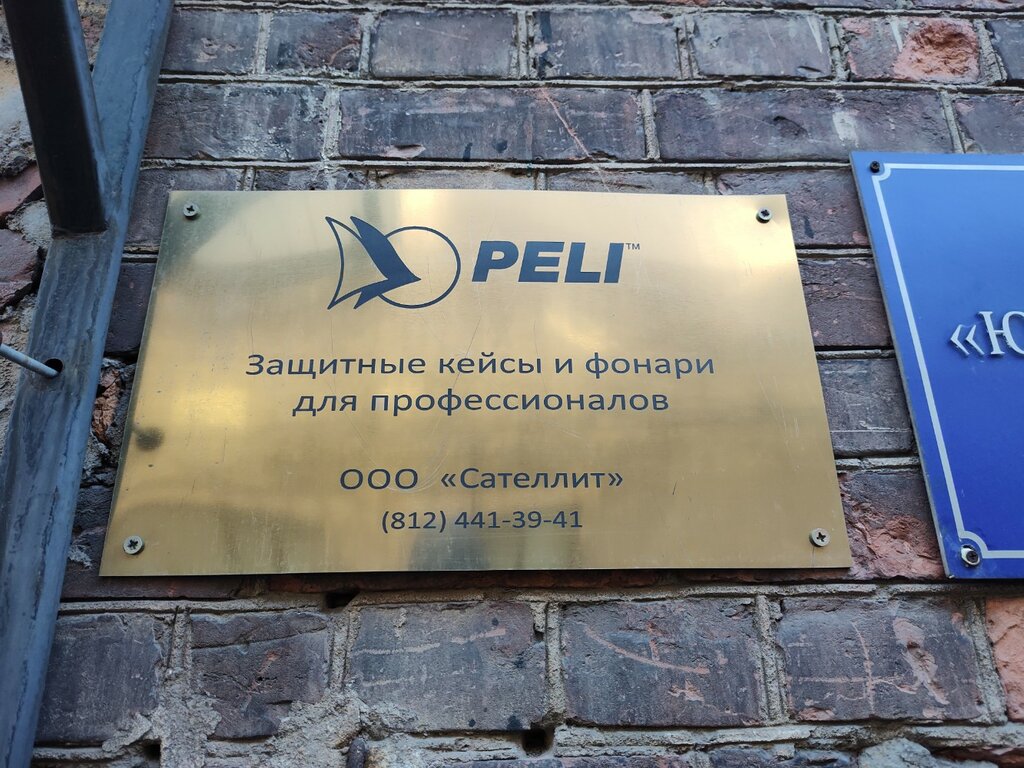 PELI™
Защитные кейсы и фонари
для профессионалов
ООО «Сателлит»
(812) 441-39-41